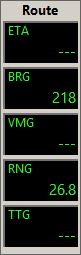 Route
ETA
---
BRG
218
VMG
---
RNG
26.8
TTG
---